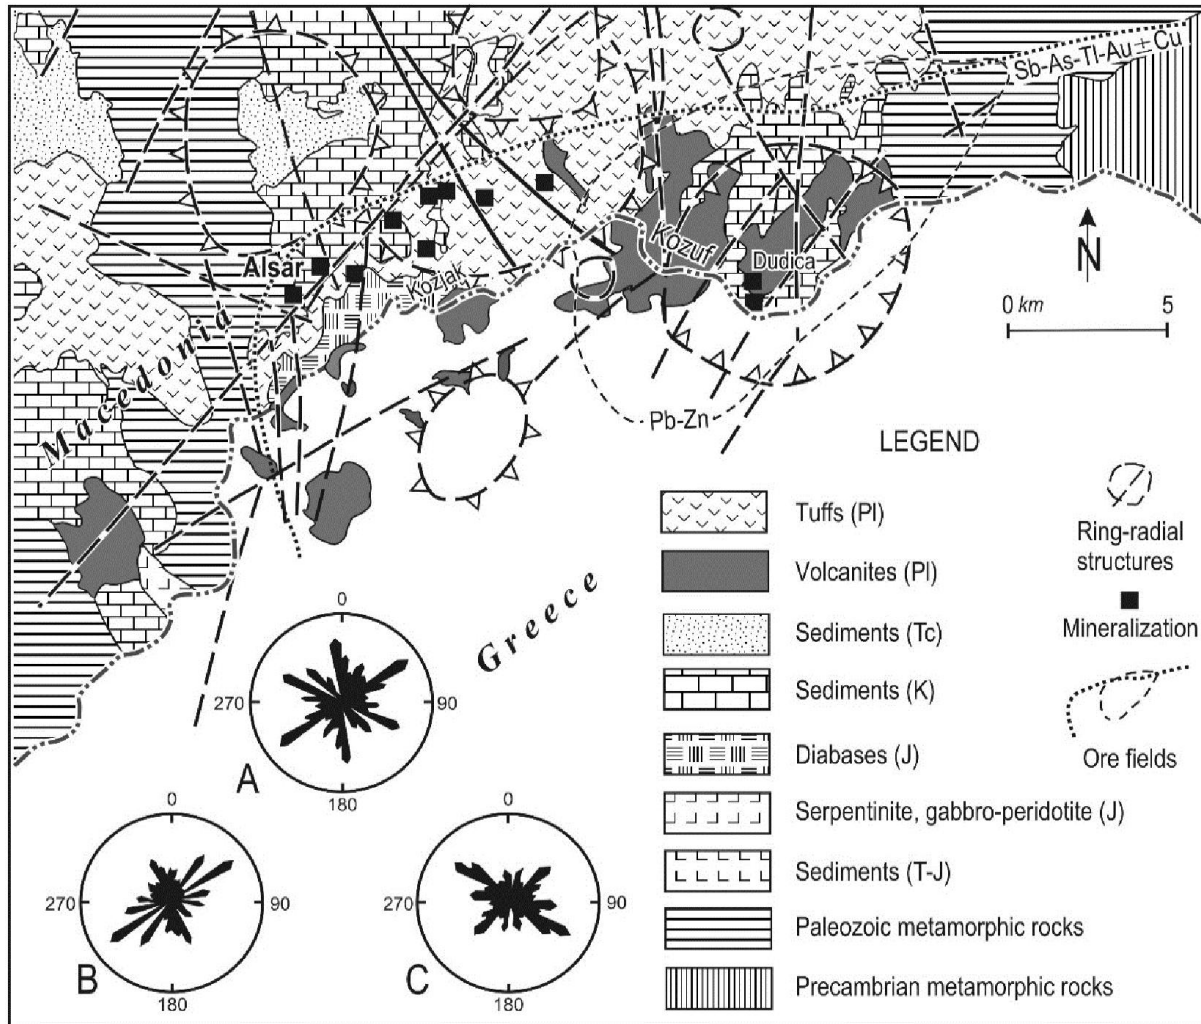 Sb-As-Tl-Au±Cu
Kozuf
Dudica
Alsar
Kozjak
N
0 km 5
Macedonia
Pb-Zn
Greece
LEGEND
Tuffs (Pl)
Volcanites (Pl)
Sediments (Tc)
Sediments (K)
Diabases (J)
Serpentinite, gabbro-peridotite (J)
Sediments (T-J)
Paleozoic metamorphic rocks
Precambrian metamorphic rocks
Ring-radial
structures
Mineralization
Ore fields
0
270 90
A 180
0
270 90
B 180
0
270 90
C 180